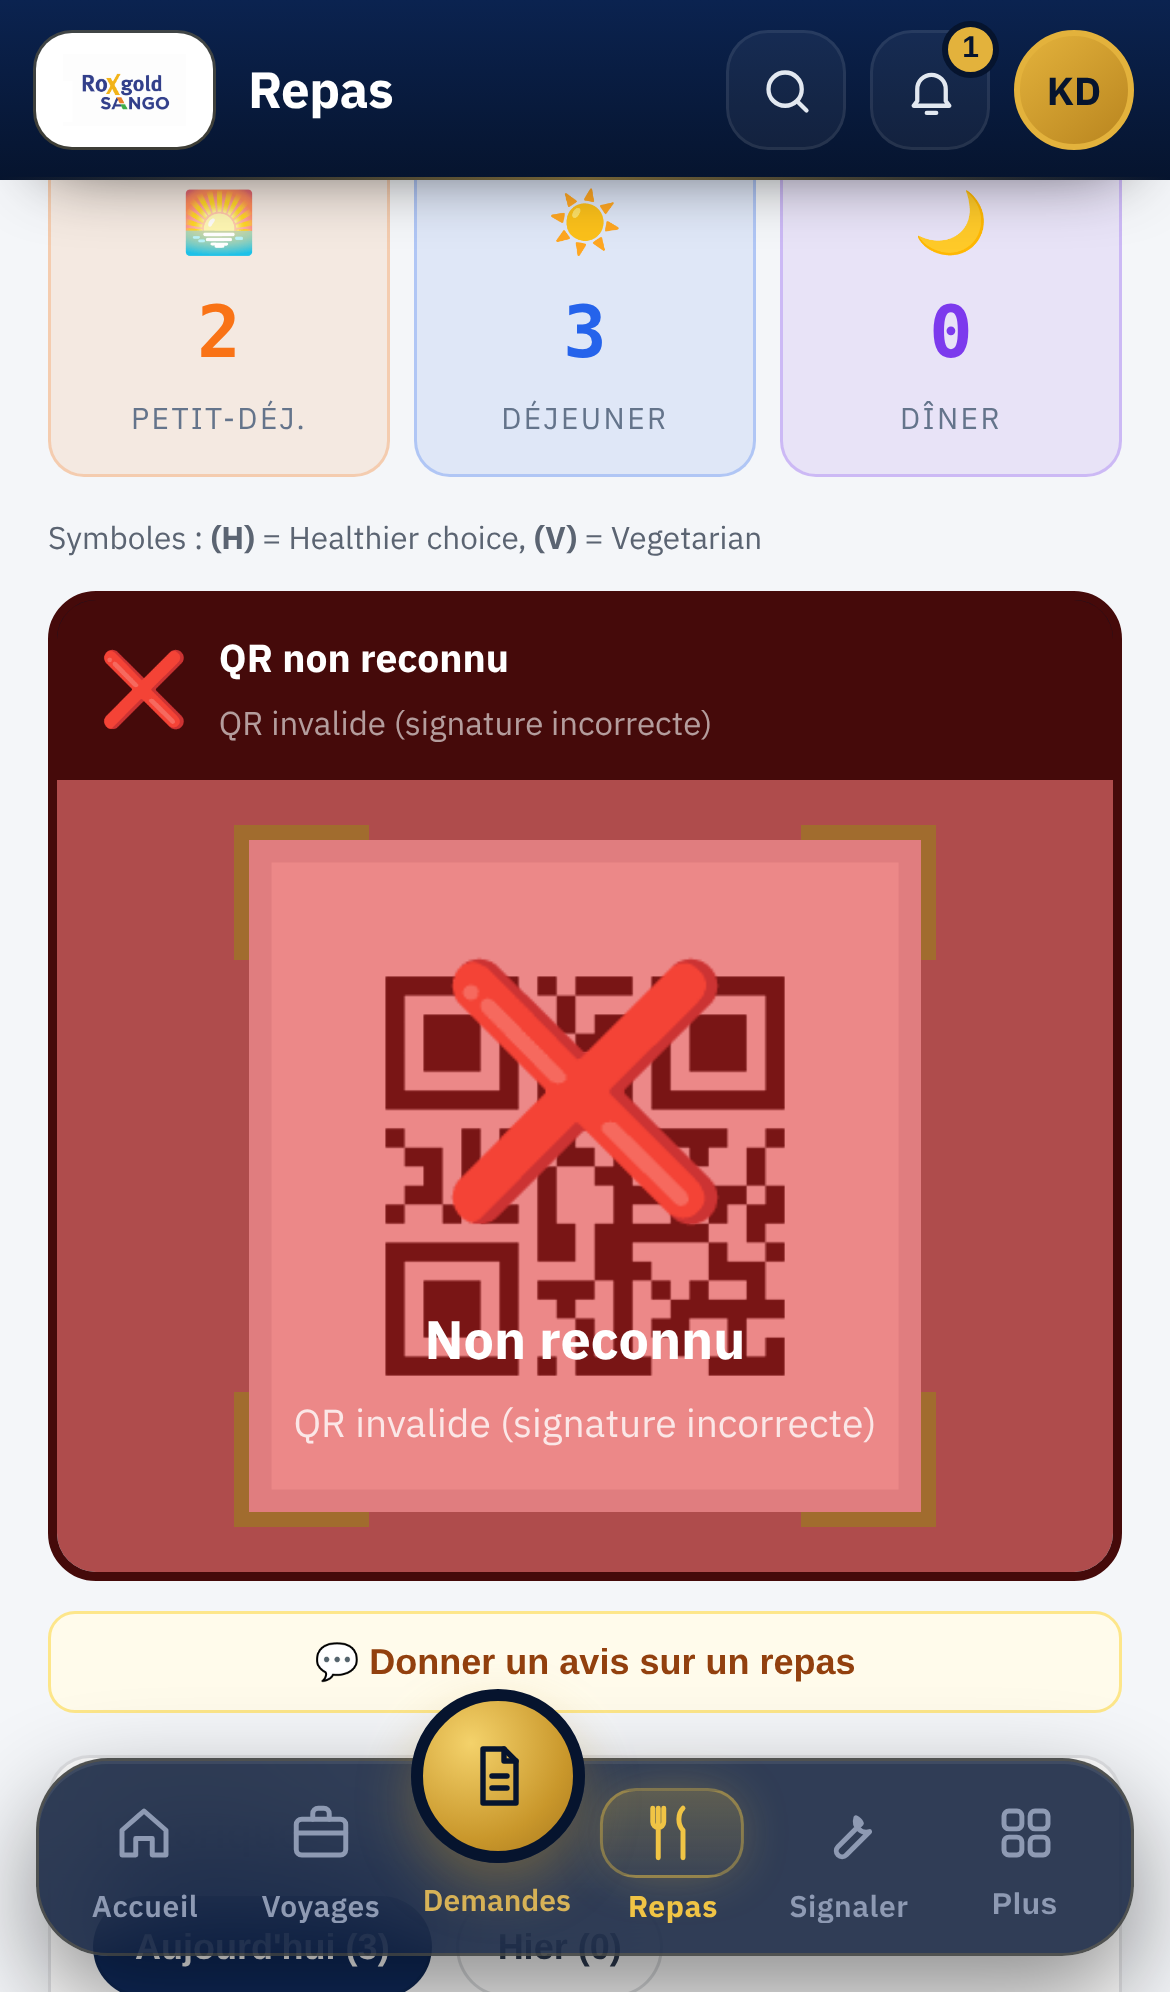 Roxgold
SANGO
Repas
1
KD
2
3
0
PETIT-DÉJ.
DÉJEUNER
DÎNER
Symboles : (H) = Healthier choice, (V) = Vegetarian
QR non reconnu
QR invalide (signature incorrecte)
Non reconnu
QR invalide (signature incorrecte)
💬 Donner un avis sur un repas
Accueil
Voyages
Demandes
Repas
Signaler
Plus
Aujourd'hui (3)
Hier (0)